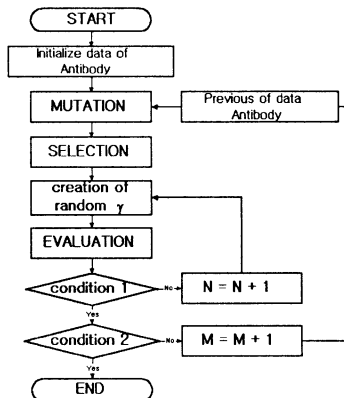 START
Initialize data of
Antibody
MUTATION
Previous of data
Antibody
SELECTION
creation of
random γ
EVALUATION
condition 1
No
N = N + 1
Yes
condition 2
No
M = M + 1
Yes
END